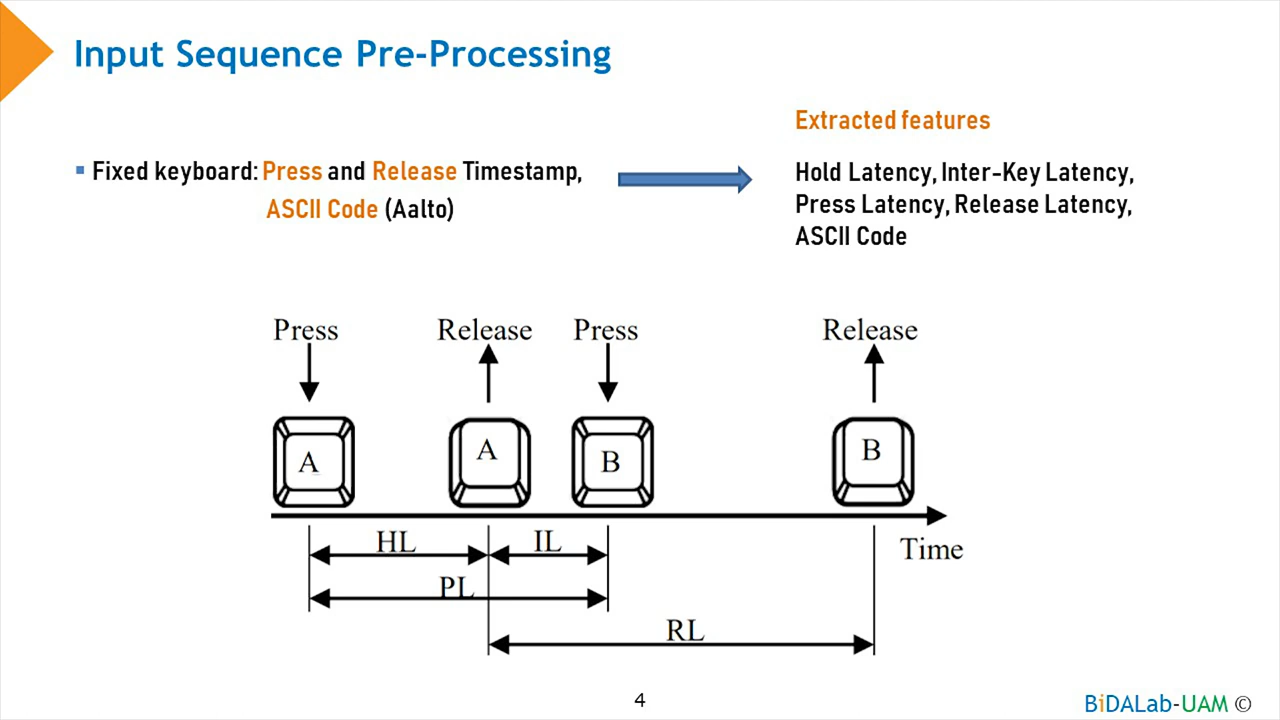 Input Sequence Pre-Processing
Extracted features
▪ Fixed keyboard: Press and Release Timestamp,
ASCII Code (Aalto)
Hold Latency, Inter-Key Latency,
Press Latency, Release Latency,
ASCII Code
Press Release Press Release
A A B B
HL IL
Time
PL
RL
4
BiDALab-UAM ©